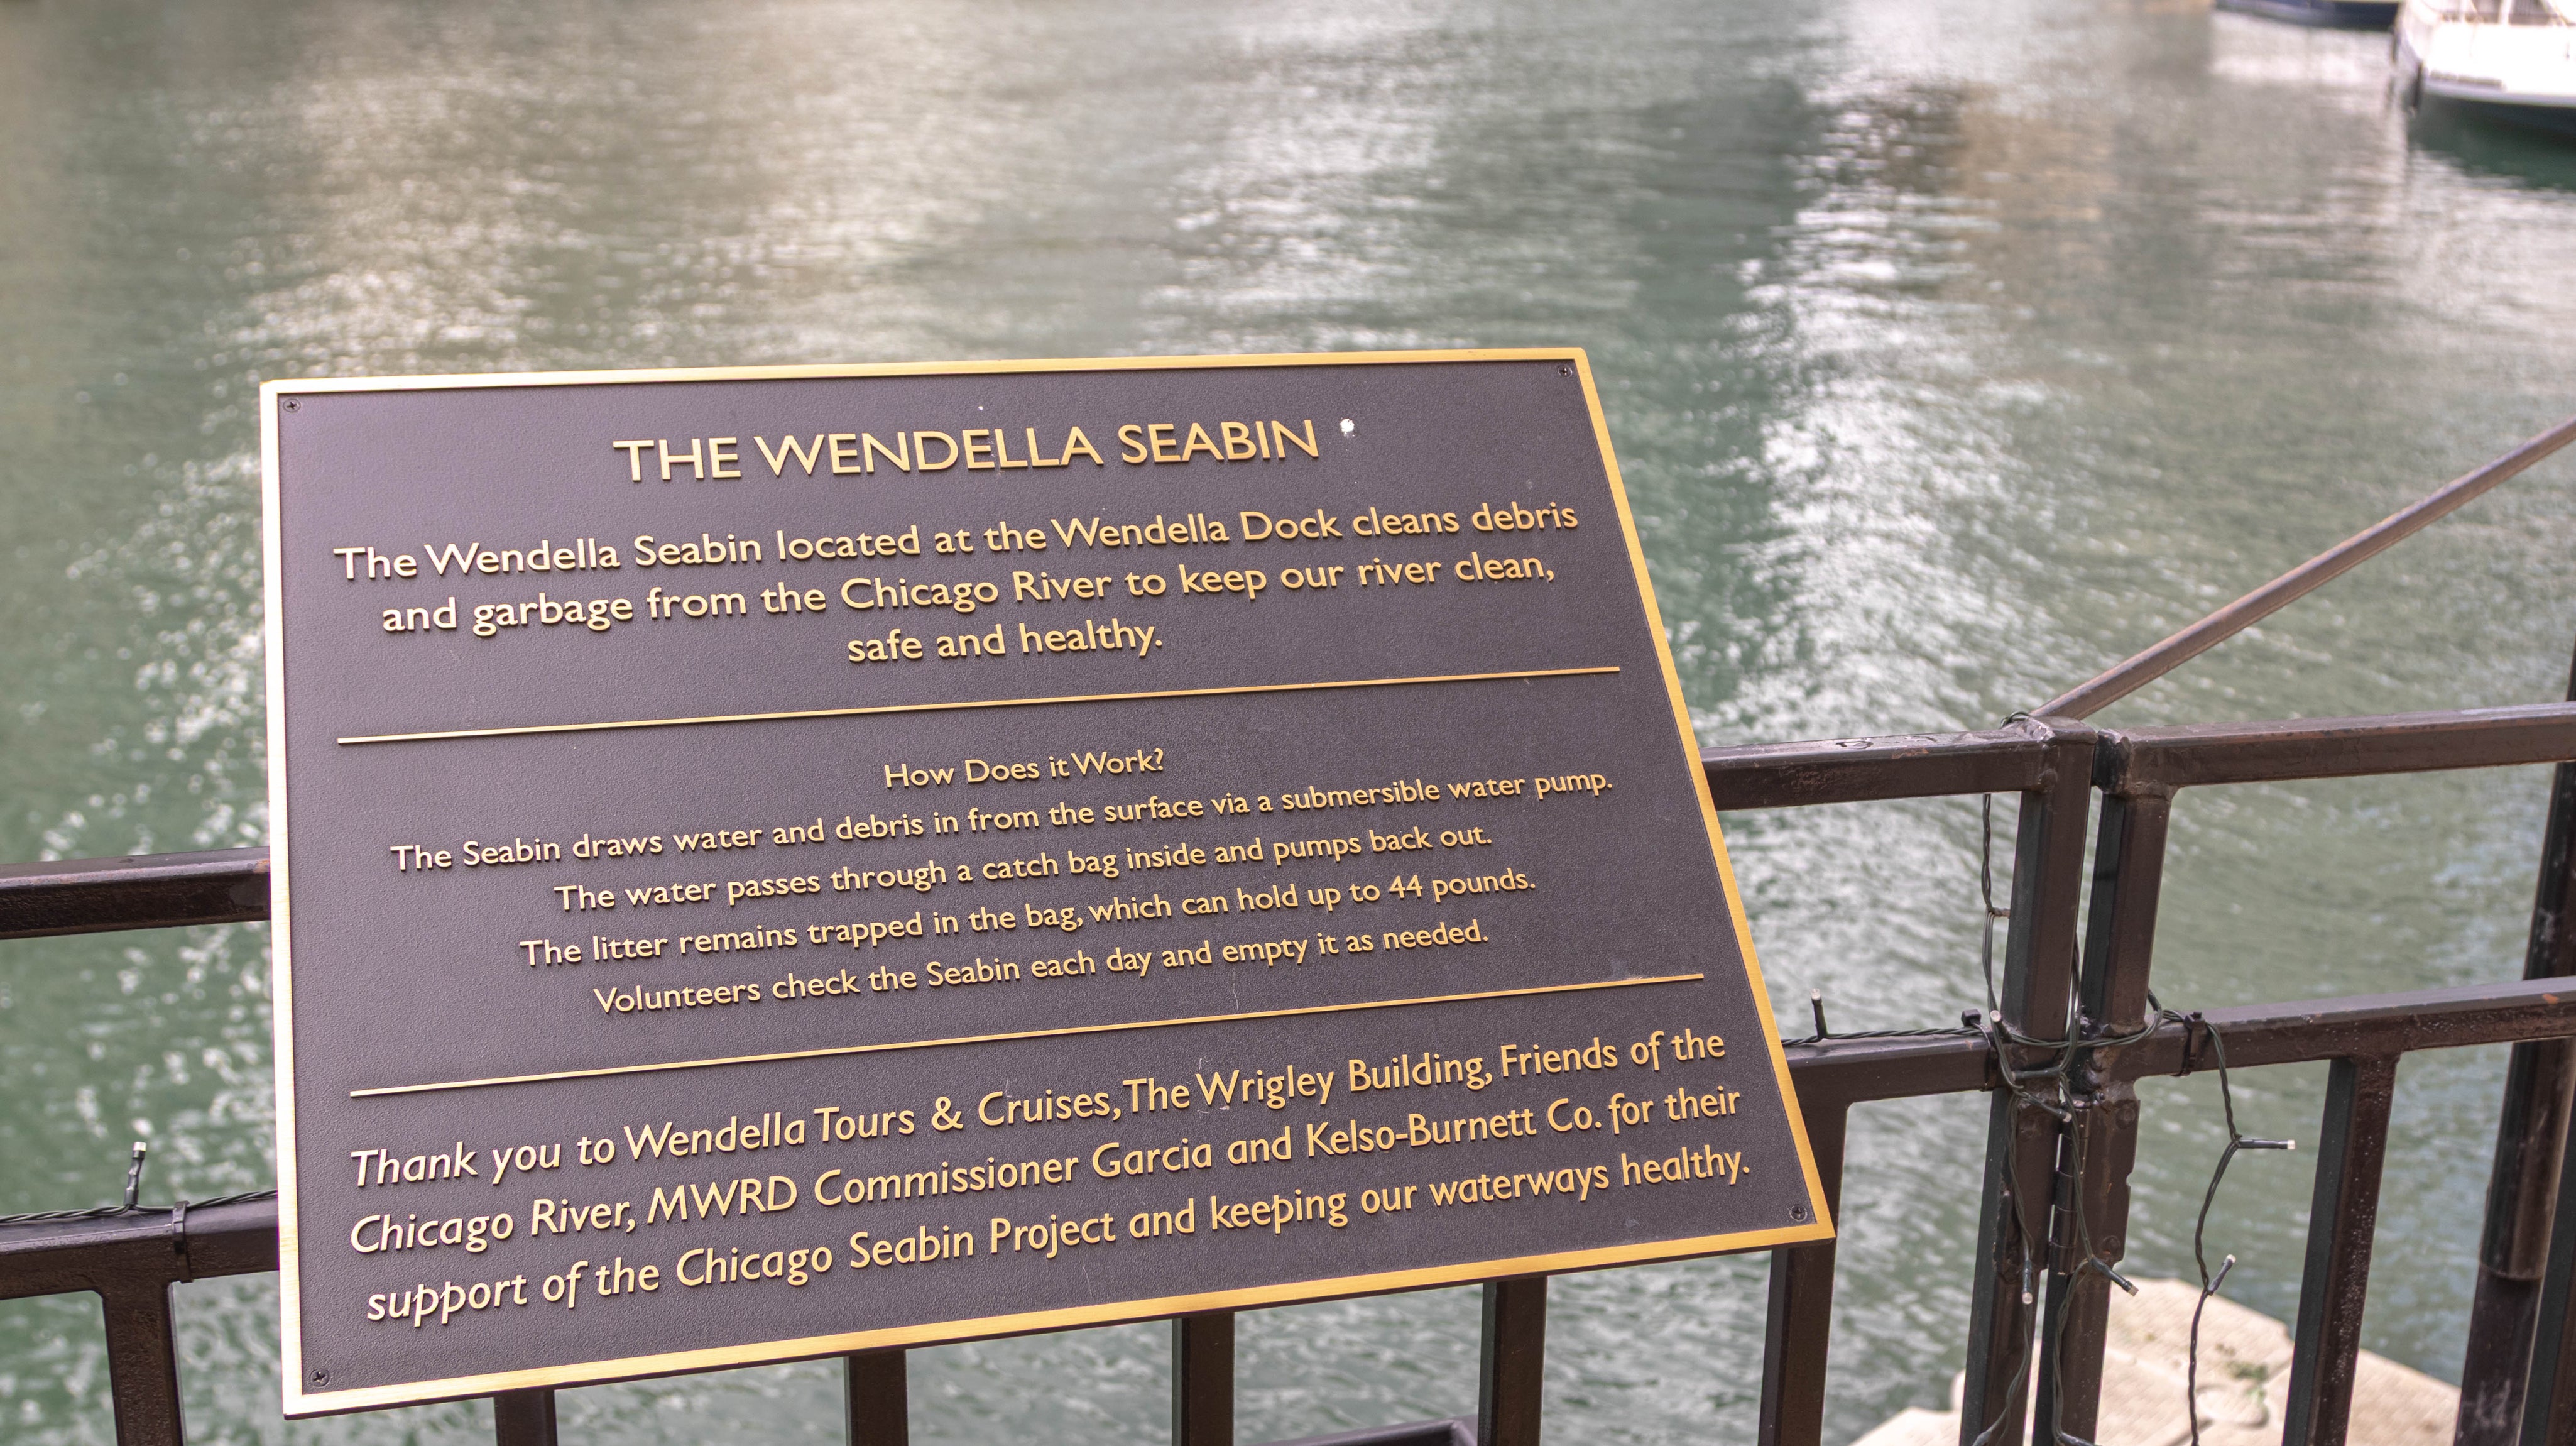 THE WENDELLA SEABIN
The Wendella Seabin located at the Wendella Dock cleans debris
and garbage from the Chicago River to keep our river clean,
safe and healthy.
How Does it Work?
The Seabin draws water and debris in from the surface via a submersible water pump.
The water passes through a catch bag inside and pumps back out.
The litter remains trapped in the bag, which can hold up to 44 pounds.
Volunteers check the Seabin each day and empty it as needed.
Thank you to Wendella Tours & Cruises, The Wrigley Building, Friends of the
Chicago River, MWRD Commissioner Garcia and Kelso-Burnett Co. for their
support of the Chicago Seabin Project and keeping our waterways healthy.